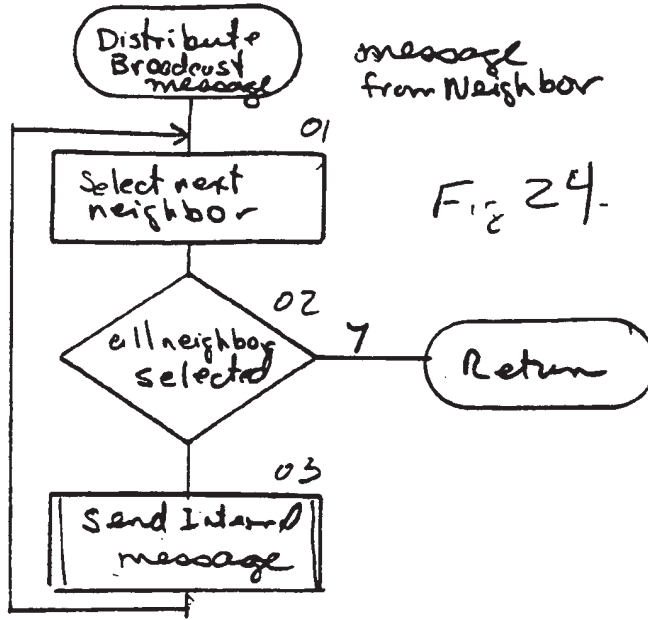 Distribute
Broadcast
message
message
from Neighbor
01
Select next
neighbor
Fig 24.
02
all neighbor
selected
Y
Return
03
Send Internal
message